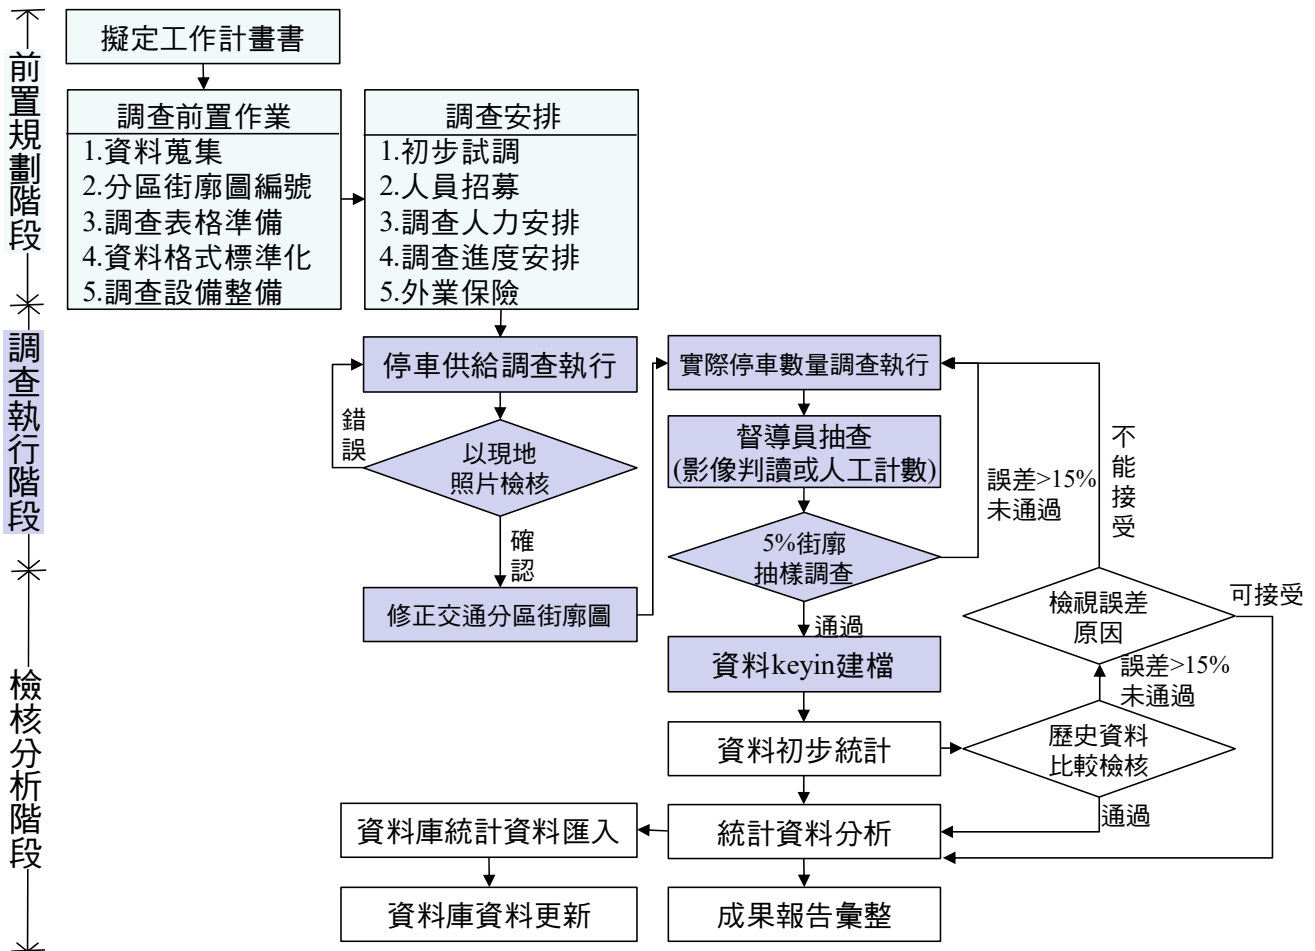 前置規劃階段
擬定工作計畫書
調查前置作業
1.資料蒐集
2.分區街廓圖編號
3.調查表格準備
4.資料格式標準化
5.調查設備整備
調查安排
1.初步試調
2.人員招募
3.調查人力安排
4.調查進度安排
5.外業保險
調查執行階段
停車供給調查執行
錯誤
以現地
照片檢核
確認
修正交通分區街廓圖
實際停車數量調查執行
督導員抽查
(影像判讀或人工計數)
誤差>15%
未通過
不能接受
5%街廓
抽樣調查
通過
資料keyin建檔
檢視誤差
原因
可接受
誤差>15%
未通過
檢核分析階段
資料初步統計
歷史資料
比較檢核
通過
統計資料分析
資料庫統計資料匯入
資料庫資料更新
成果報告彙整